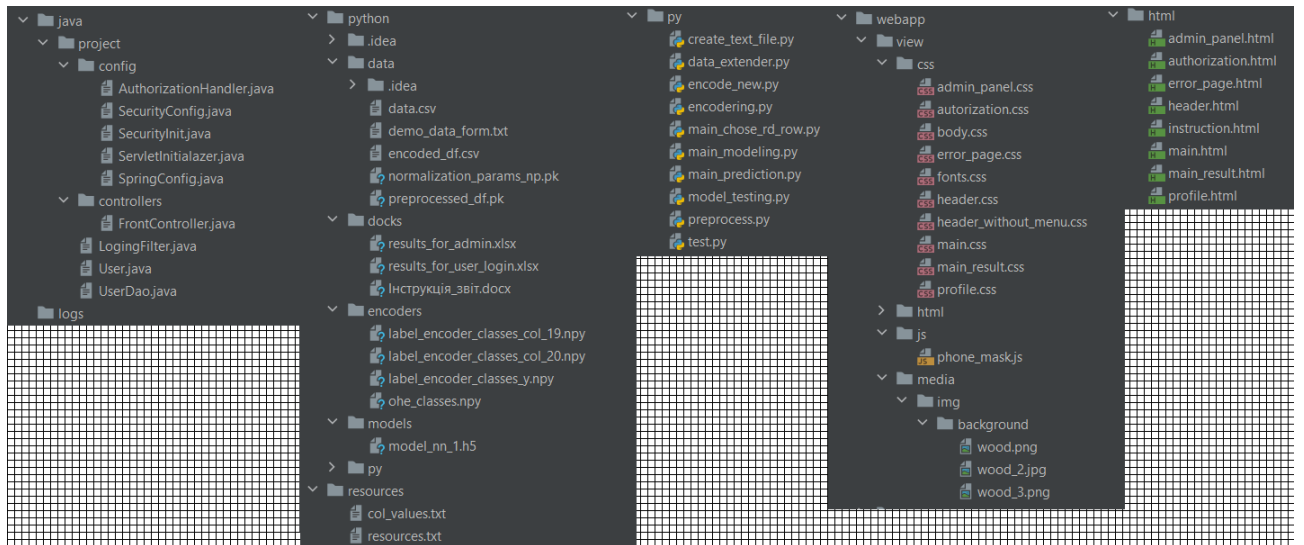 java
project
config
AuthorizationHandler.java
SecurityConfig.java
SecurityInit.java
ServletInitialazer.java
SpringConfig.java
controllers
FrontController.java
LogingFilter.java
User.java
UserDao.java
logs
python
.idea
data
.idea
data.csv
demo_data_form.txt
encoded_df.csv
normalization_params_np.pk
preprocessed_df.pk
docks
results_for_admin.xlsx
results_for_user_login.xlsx
Інструкція_звіт.docx
encoders
label_encoder_classes_col_19.npy
label_encoder_classes_col_20.npy
label_encoder_classes_y.npy
ohe_classes.npy
models
model_nn_1.h5
py
resources
col_values.txt
resources.txt
py
create_text_file.py
data_extender.py
encode_new.py
encodering.py
main_chose_rd_row.py
main_modeling.py
main_prediction.py
model_testing.py
preprocess.py
test.py
webapp
view
css
admin_panel.css
autorization.css
body.css
error_page.css
fonts.css
header.css
header_without_menu.css
main.css
main_result.css
profile.css
html
js
phone_mask.js
media
img
background
wood.png
wood_2.jpg
wood_3.png
html
admin_panel.html
authorization.html
error_page.html
header.html
instruction.html
main.html
main_result.html
profile.html